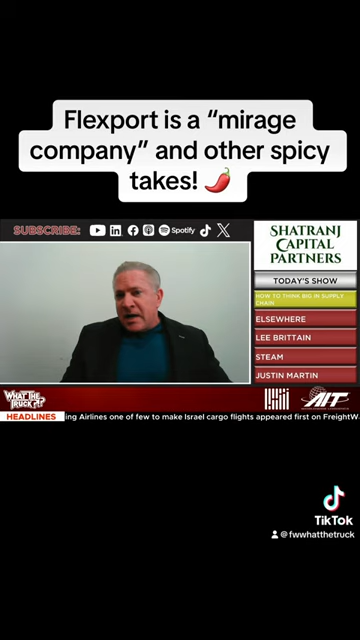 Flexport is a “mirage
company” and other spicy
takes! 🌶️
SUBSCRIBE:
Spotify
SHATRANJ
CAPITAL
PARTNERS
TODAY'S SHOW
HOW TO THINK BIG IN SUPPLY
CHAIN
ELSEWHERE
LEE BRITTAIN
STEAM
JUSTIN MARTIN
WHAT THE
TRUCK?!?
AIT
HEADLINES
ing Airlines one of few to make Israel cargo flights appeared first on FreightWa
TikTok
@fwwhatthetruck